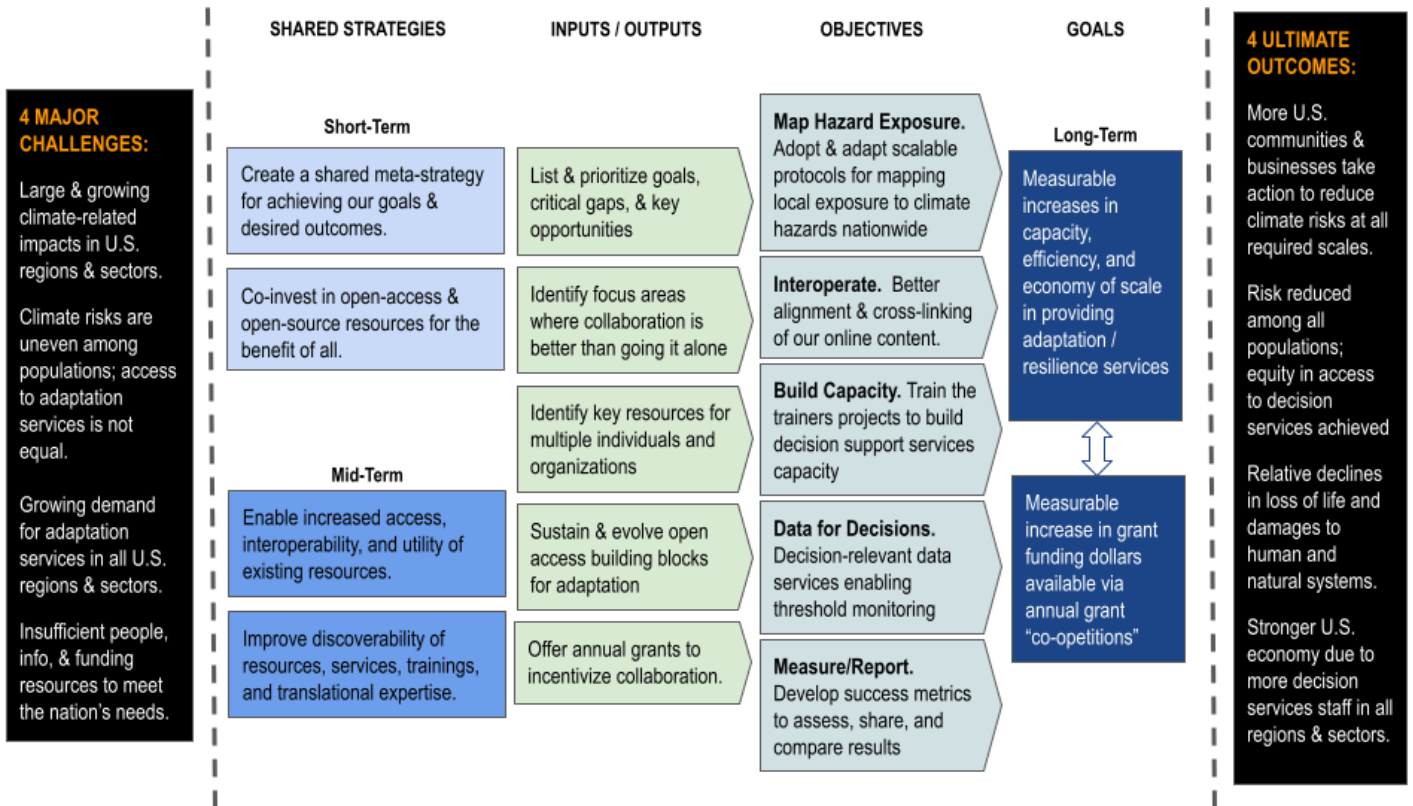 SHARED STRATEGIES
INPUTS / OUTPUTS
OBJECTIVES
GOALS
4 MAJOR
CHALLENGES:
Large & growing
climate-related
impacts in U.S.
regions & sectors.
Climate risks are
uneven among
populations; access
to adaptation
services is not
equal.
Growing demand
for adaptation
services in all U.S.
regions & sectors.
Insufficient people,
info, & funding
resources to meet
the nation's needs.
Short-Term
Create a shared meta-strategy
for achieving our goals &
desired outcomes.
Co-invest in open-access &
open-source resources for the
benefit of all.
Mid-Term
Enable increased access,
interoperability, and utility of
existing resources.
Improve discoverability of
resources, services, trainings,
and translational expertise.
List & prioritize goals,
critical gaps, & key
opportunities
Identify focus areas
where collaboration is
better than going it alone
Identify key resources for
multiple individuals and
organizations
Sustain & evolve open
access building blocks
for adaptation
Offer annual grants to
incentivize collaboration.
Map Hazard Exposure.
Adopt & adapt scalable
protocols for mapping
local exposure to climate
hazards nationwide
Interoperate. Better
alignment & cross-linking
of our online content.
Build Capacity. Train the
trainers projects to build
decision support services
capacity
Data for Decisions.
Decision-relevant data
services enabling
threshold monitoring
Measure/Report.
Develop success metrics
to assess, share, and
compare results
Long-Term
Measurable
increases in
capacity,
efficiency, and
economy of scale
in providing
adaptation /
resilience services
Measurable
increase in grant
funding dollars
available via
annual grant
“co-opetitions”
4 ULTIMATE
OUTCOMES:
More U.S.
communities &
businesses take
action to reduce
climate risks at all
required scales.
Risk reduced
among all
populations;
equity in access
to decision
services achieved
Relative declines
in loss of life and
damages to
human and
natural systems.
Stronger U.S.
economy due to
more decision
services staff in all
regions & sectors.